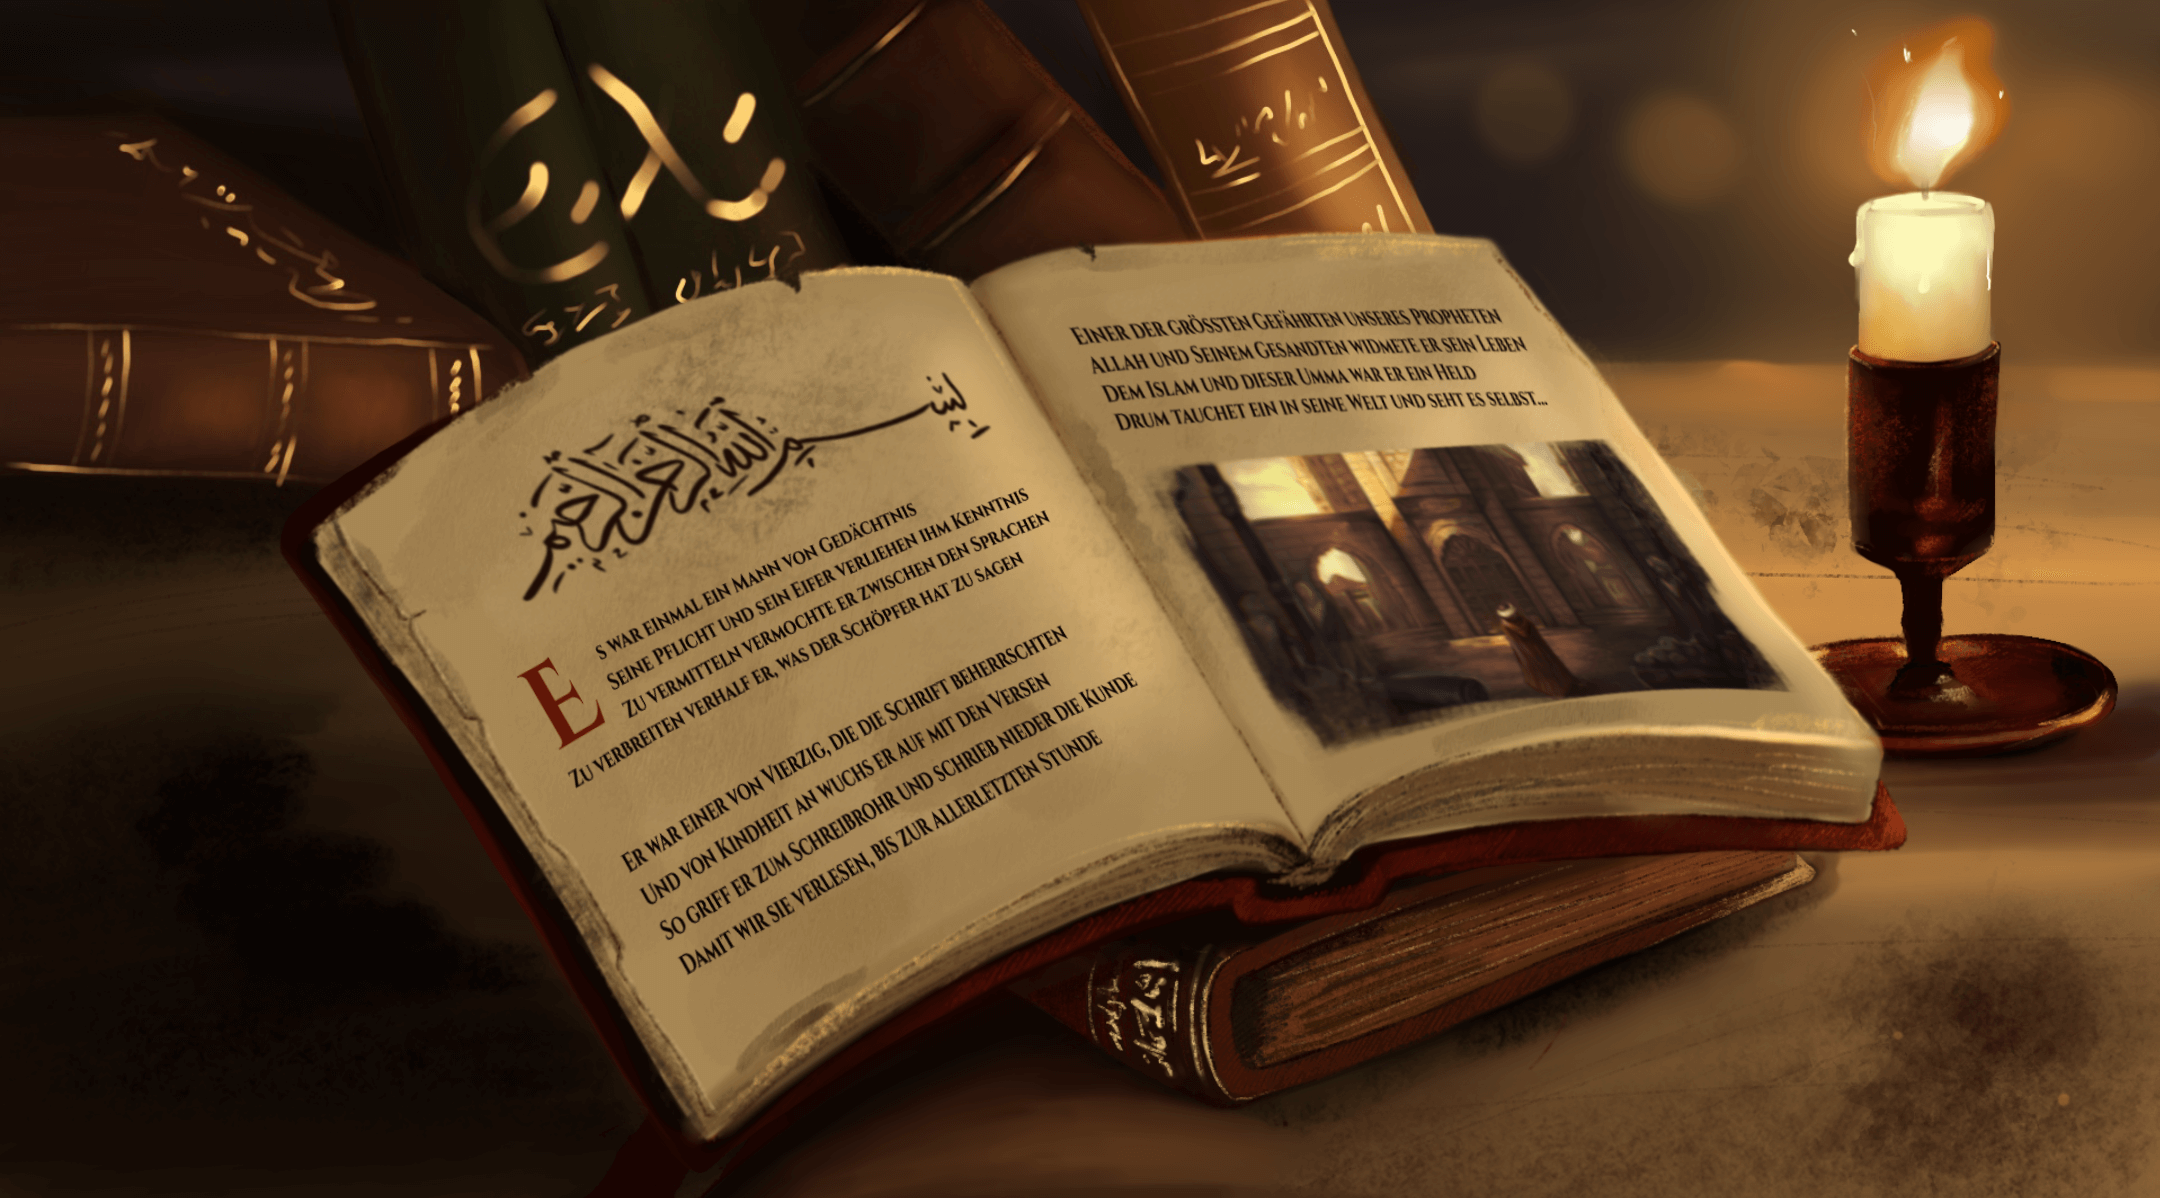 بسم الله الرحمن الرحيم
Es war einmal ein Mann von Gedächtnis
Seine Pflicht und sein Eifer verliehen ihm Kenntnis
Zu vermitteln vermochte er zwischen den Sprachen
Zu verbreiten verhalf er, was der Schöpfer hat zu sagen
Er war einer von Vierzig, die die Schrift beherrschten
Und von Kindheit an wuchs er auf mit den Versen
So griff er zum Schreibrohr und schrieb nieder die Kunde
Damit wir sie verlesen, bis zur allerletzten Stunde
Einer der grössten Gefährten unseres Propheten
Allah und Seinem Gesandten widmete er sein Leben
Dem Islam und dieser Umma war er ein Held
Drum tauchet ein in seine Welt und seht es selbst...